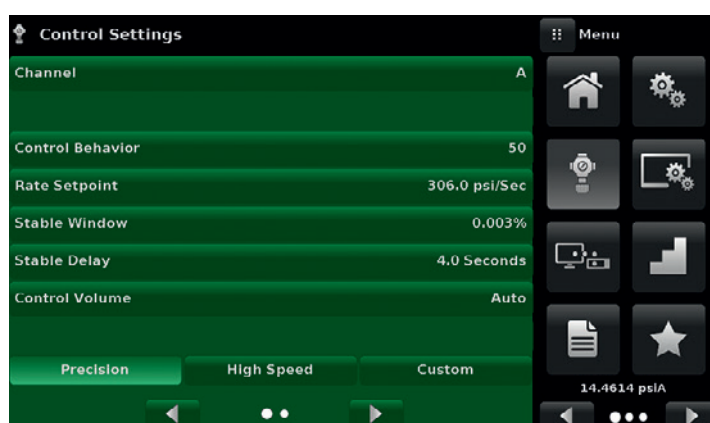 Control Settings
Menu
Channel A
Control Behavior 50
Rate Setpoint 306.0 psi/Sec
Stable Window 0.003%
Stable Delay 4.0 Seconds
Control Volume Auto
Precision High Speed Custom
14.4614 psiA